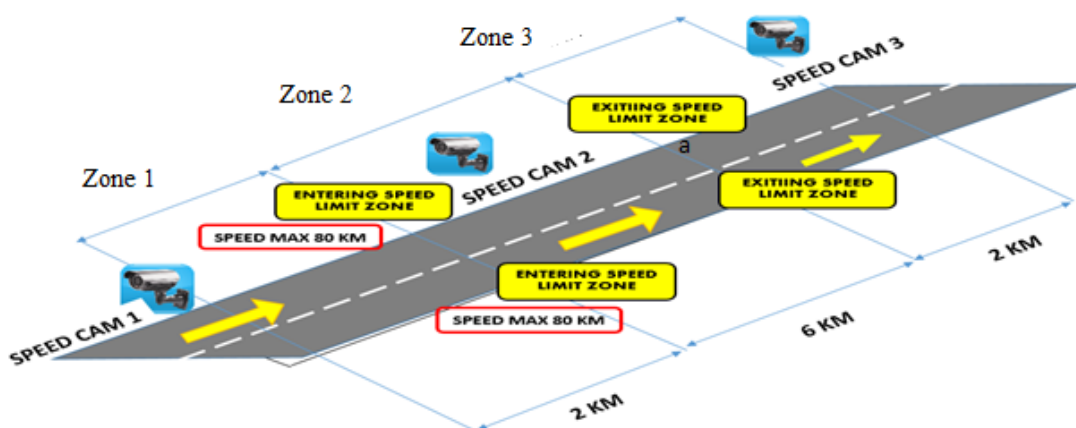 Zone 3 .....
SPEED CAM 3
Zone 2
EXITIING SPEED
LIMIT ZONE
a
Zone 1
SPEED CAM 2
ENTERING SPEED
LIMIT ZONE
EXITIING SPEED
LIMIT ZONE
SPEED MAX 80 KM
2 KM
ENTERING SPEED
LIMIT ZONE
SPEED CAM 1
SPEED MAX 80 KM
6 KM
2 KM